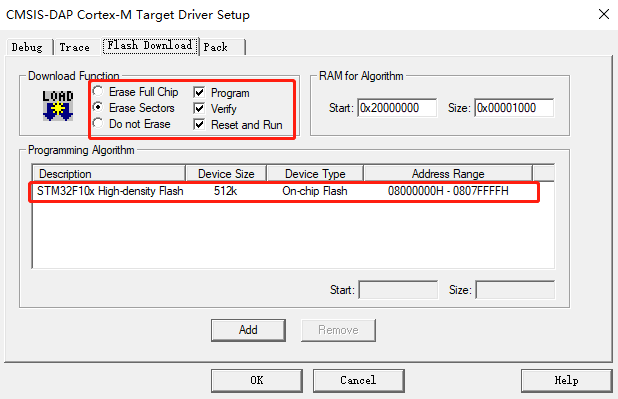 CMSIS-DAP Cortex-M Target Driver Setup
Debug Trace Flash Download Pack
Download Function
LOAD
Erase Full Chip
Erase Sectors
Do not Erase
Program
Verify
Reset and Run
RAM for Algorithm
Start: 0x20000000 Size: 0x00001000
Programming Algorithm
Description Device Size Device Type Address Range
STM32F10x High-density Flash 512k On-chip Flash 08000000H - 0807FFFFH
Start: Size:
Add Remove
OK Cancel Help